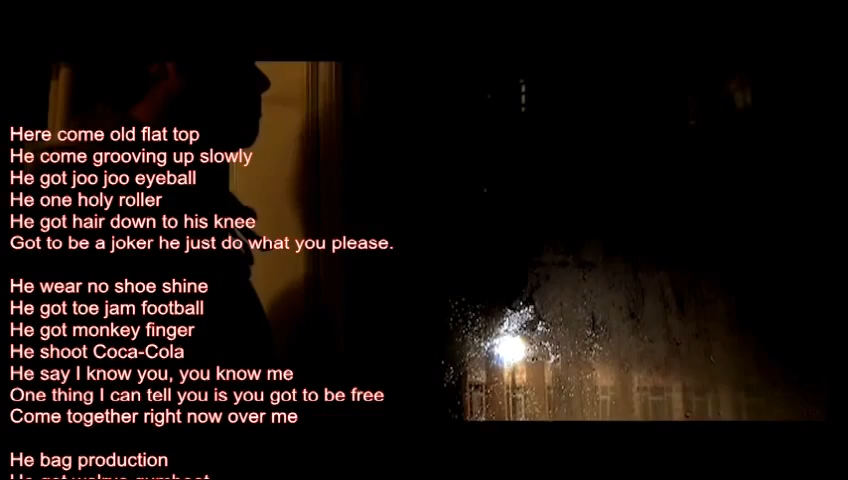 Here come old flat top
He come grooving up slowly
He got joo joo eyeball
He one holy roller
He got hair down to his knee
Got to be a joker he just do what you please.
He wear no shoe shine
He got toe jam football
He got monkey finger
He shoot Coca-Cola
He say I know you, you know me
One thing I can tell you is you got to be free
Come together right now over me
He bag production
He got walrus gumboot